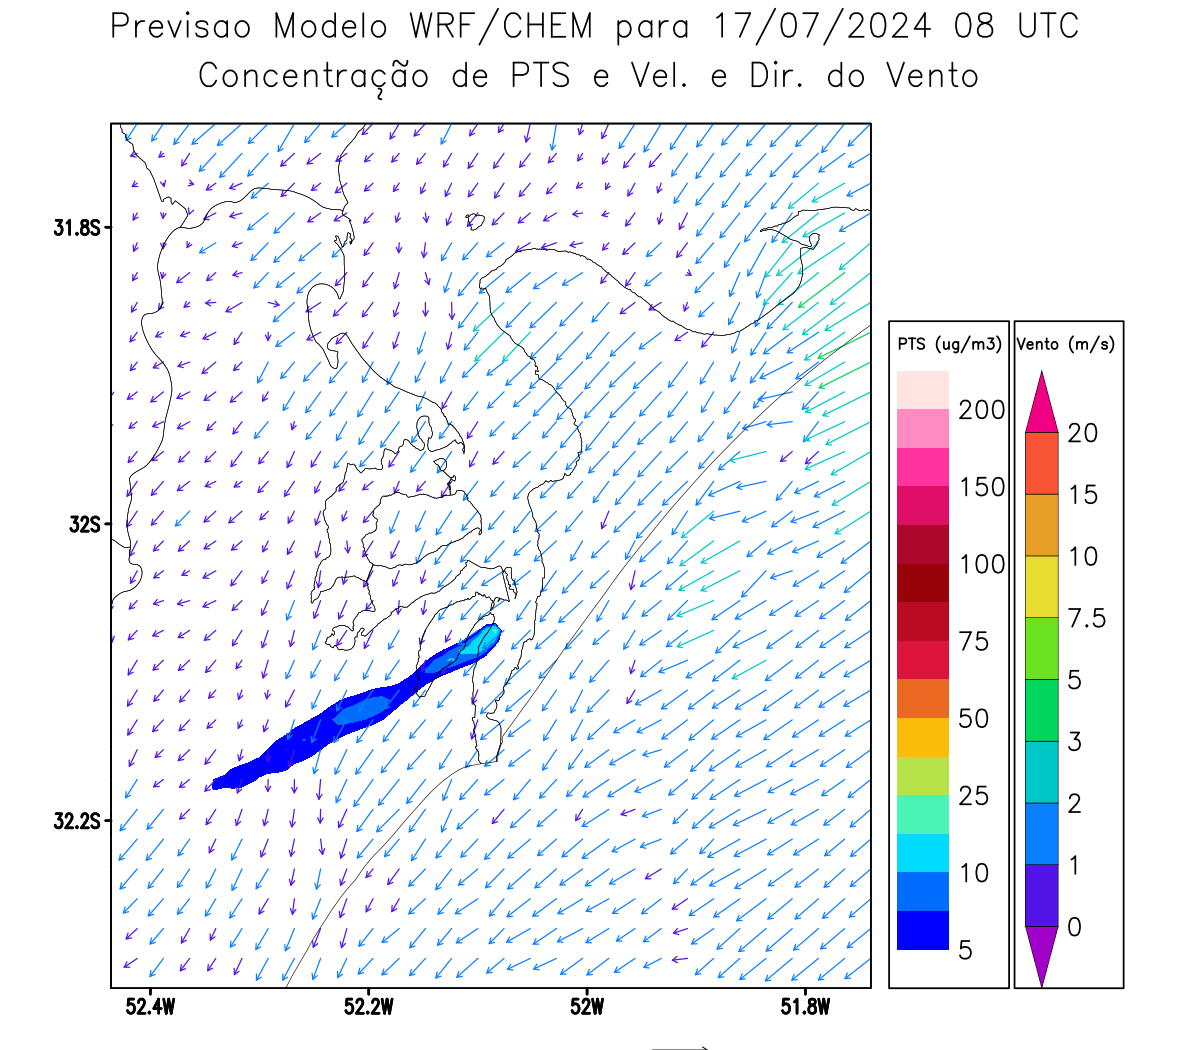 Previsao Modelo WRF/CHEM para 17/07/2024 08 UTC
Concentração de PTS e Vel. e Dir. do Vento
31.8S
32S
32.2S
52.4W
52.2W
52W
51.8W
PTS (ug/m3)
200
150
100
75
50
25
10
5
Vento (m/s)
20
15
10
7.5
5
3
2
1
0